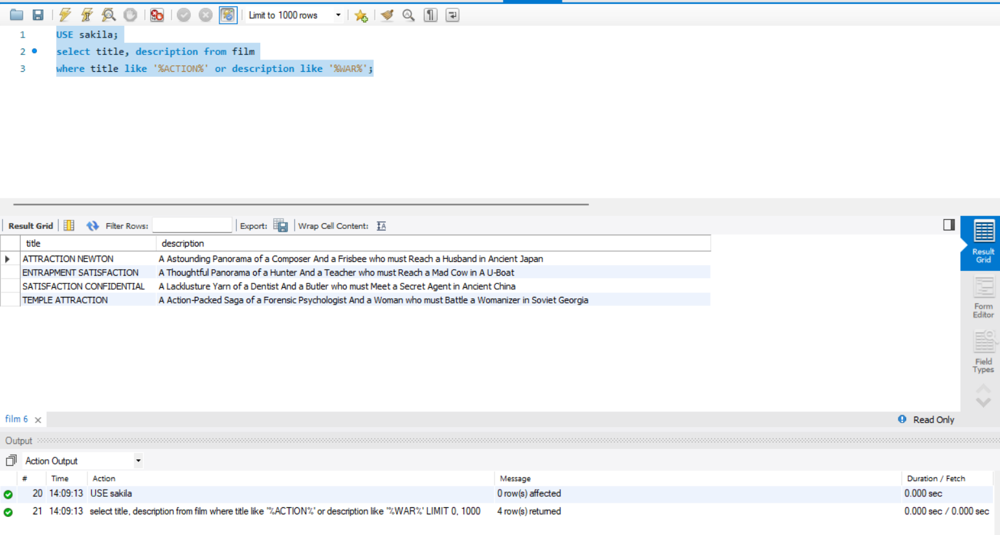 Limit to 1000 rows
1 USE sakila;
2 select title, description from film
3 where title like '%ACTION%' or description like '%WAR%';
Result Grid Filter Rows: Export: Wrap Cell Content:
title description
ATTRACTION NEWTON A Astounding Panorama of a Composer And a Frisbee who must Reach a Husband in Ancient Japan
ENTRAPMENT SATISFACTION A Thoughtful Panorama of a Hunter And a Teacher who must Reach a Mad Cow in A U-Boat
SATISFACTION CONFIDENTIAL A Lacklusture Yarn of a Dentist And a Butler who must Meet a Secret Agent in Ancient China
TEMPLE ATTRACTION A Action-Packed Saga of a Forensic Psychologist And a Woman who must Battle a Womanizer in Soviet Georgia
Result
Grid
Form
Editor
Field
Types
film 6 Read Only
Output
Action Output
# Time Action Message Duration / Fetch
20 14:09:13 USE sakila 0 row(s) affected 0.000 sec
21 14:09:13 select title, description from film where title like '%ACTION%' or description like '%WAR%' LIMIT 0, 1000 4 row(s) returned 0.000 sec / 0.000 sec